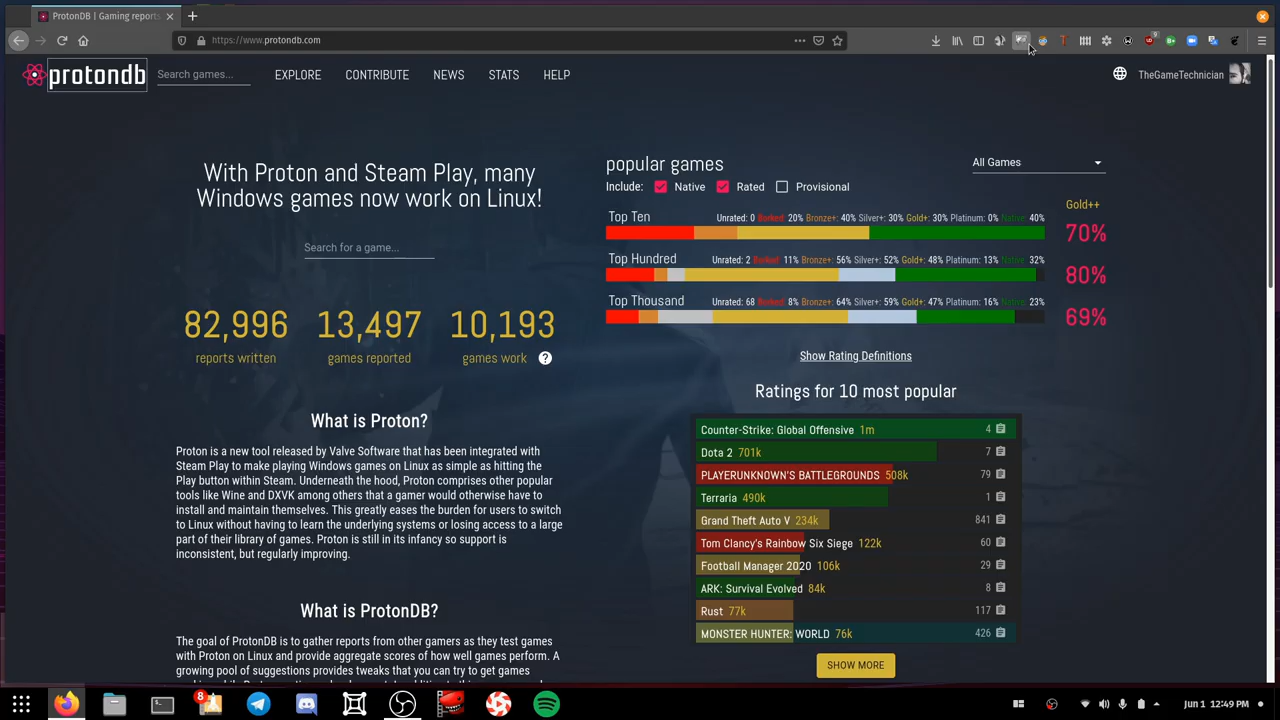 ProtonDB | Gaming reports
https://www.protondb.com
9
protondb
Search games...
EXPLORE
CONTRIBUTE
NEWS
STATS
HELP
TheGameTechnician
With Proton and Steam Play, many
Windows games now work on Linux!
Search for a game...
82,996
reports written
13,497
games reported
10,193
games work ?
popular games
All Games
Include: Native Rated Provisional
Gold++
Top Ten Unrated: 0 Borked: 20% Bronze+: 40% Silver+: 30% Gold+: 30% Platinum: 0% Native: 40%
70%
Top Hundred Unrated: 2 Borked: 11% Bronze+: 56% Silver+: 52% Gold+: 48% Platinum: 13% Native: 32%
80%
Top Thousand Unrated: 68 Borked: 8% Bronze+: 64% Silver+: 59% Gold+: 47% Platinum: 16% Native: 23%
69%
Show Rating Definitions
Ratings for 10 most popular
Counter-Strike: Global Offensive 1m 4
Dota 2 701k 7
PLAYERUNKNOWN'S BATTLEGROUNDS 508k 79
Terraria 490k 1
Grand Theft Auto V 234k 841
Tom Clancy's Rainbow Six Siege 122k 60
Football Manager 2020 106k 29
ARK: Survival Evolved 84k 8
Rust 77k 117
MONSTER HUNTER: WORLD 76k 426
SHOW MORE
What is Proton?
Proton is a new tool released by Valve Software that has been integrated with
Steam Play to make playing Windows games on Linux as simple as hitting the
Play button within Steam. Underneath the hood, Proton comprises other popular
tools like Wine and DXVK among others that a gamer would otherwise have to
install and maintain themselves. This greatly eases the burden for users to switch
to Linux without having to learn the underlying systems or losing access to a large
part of their library of games. Proton is still in its infancy so support is
inconsistent, but regularly improving.
What is ProtonDB?
The goal of ProtonDB is to gather reports from other gamers as they test games
with Proton on Linux and provide aggregate scores of how well games perform. A
growing pool of suggestions provides tweaks that you can try to get games
8
Jun 1 12:49 PM